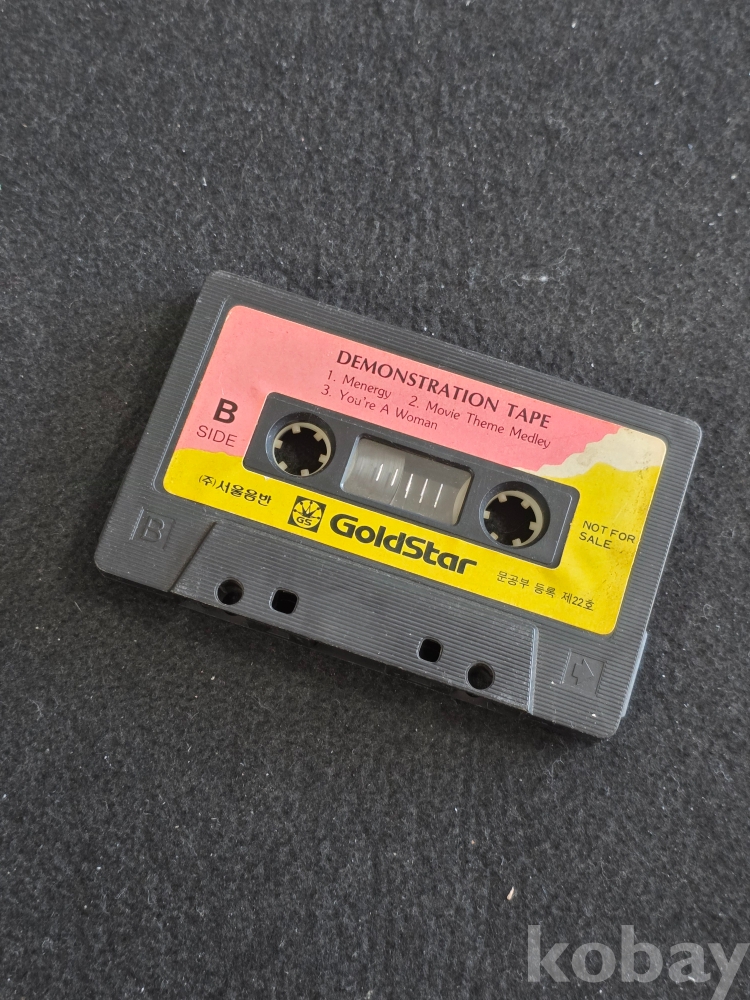 DEMONSTRATION TAPE
1. Menergy 2. Movie Theme Medley
3. You're A Woman
B
SIDE
(주)서울음반
GS
GoldStar
NOT FOR
SALE.
문공부 등록 제22호
B
kobay